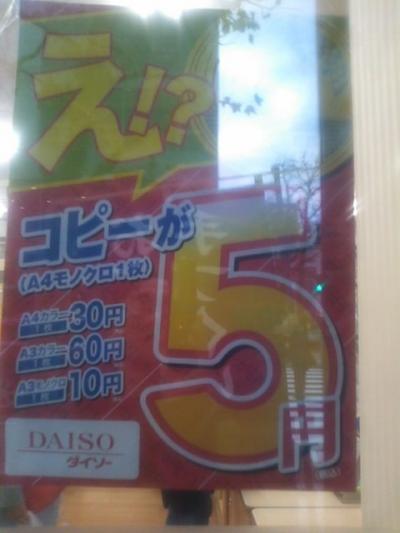 え!?
コピーが
(A4モノクロ1枚)
5円
(税込)
A4カラー
1枚
30円
A3カラー
1枚
60円
A3モノクロ
1枚
10円
DAISO
ダイソー